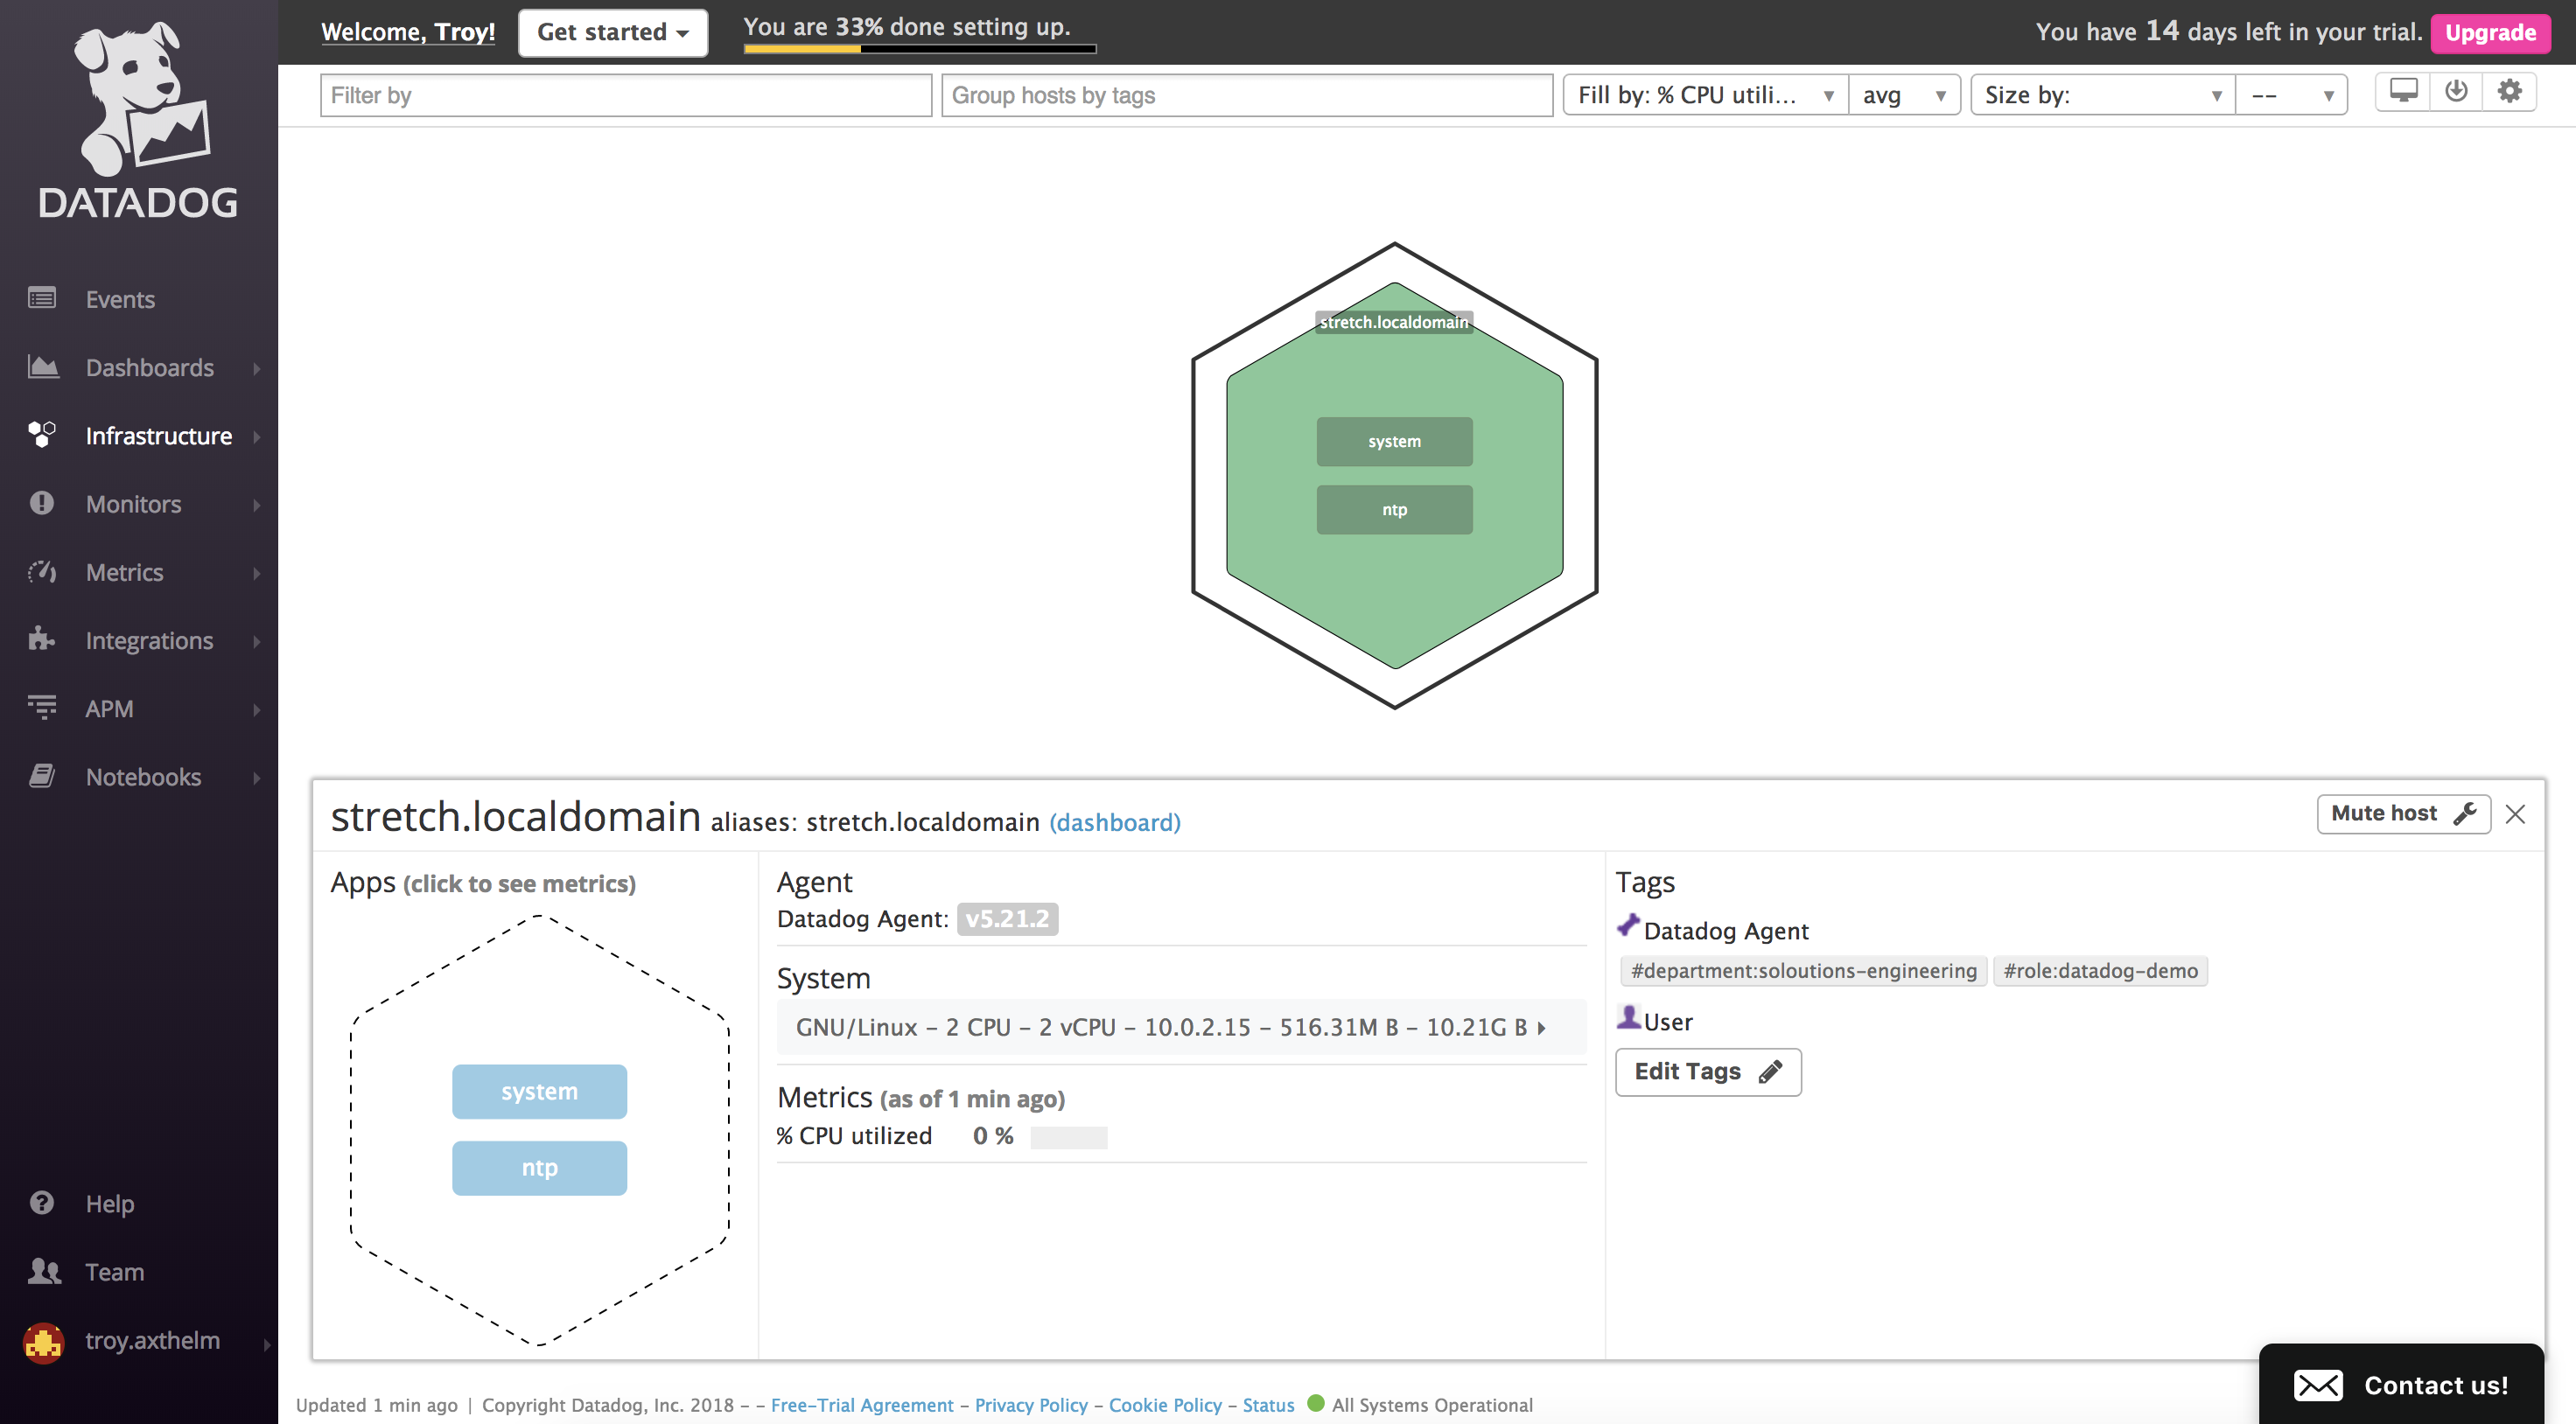 DATADOG
Events
Dashboards
Infrastructure
Monitors
Metrics
Integrations
APM
Notebooks
Help
Team
troy.axthelm
Welcome, Troy!
Get started
You are 33% done setting up.
You have 14 days left in your trial.
Upgrade
Filter by
Group hosts by tags
Fill by: % CPU utili...
avg
Size by:
--
stretch.localdomain
system
ntp
stretch.localdomain aliases: stretch.localdomain (dashboard)
Mute host
Apps (click to see metrics)
system
ntp
Agent
Datadog Agent: v5.21.2
System
GNU/Linux – 2 CPU – 2 vCPU – 10.0.2.15 – 516.31M B – 10.21G B
Metrics (as of 1 min ago)
% CPU utilized 0 %
Tags
Datadog Agent
#department:soloutions-engineering #role:datadog-demo
User
Edit Tags
Updated 1 min ago | Copyright Datadog, Inc. 2018 – – Free-Trial Agreement – Privacy Policy – Cookie Policy – Status All Systems Operational
Contact us!